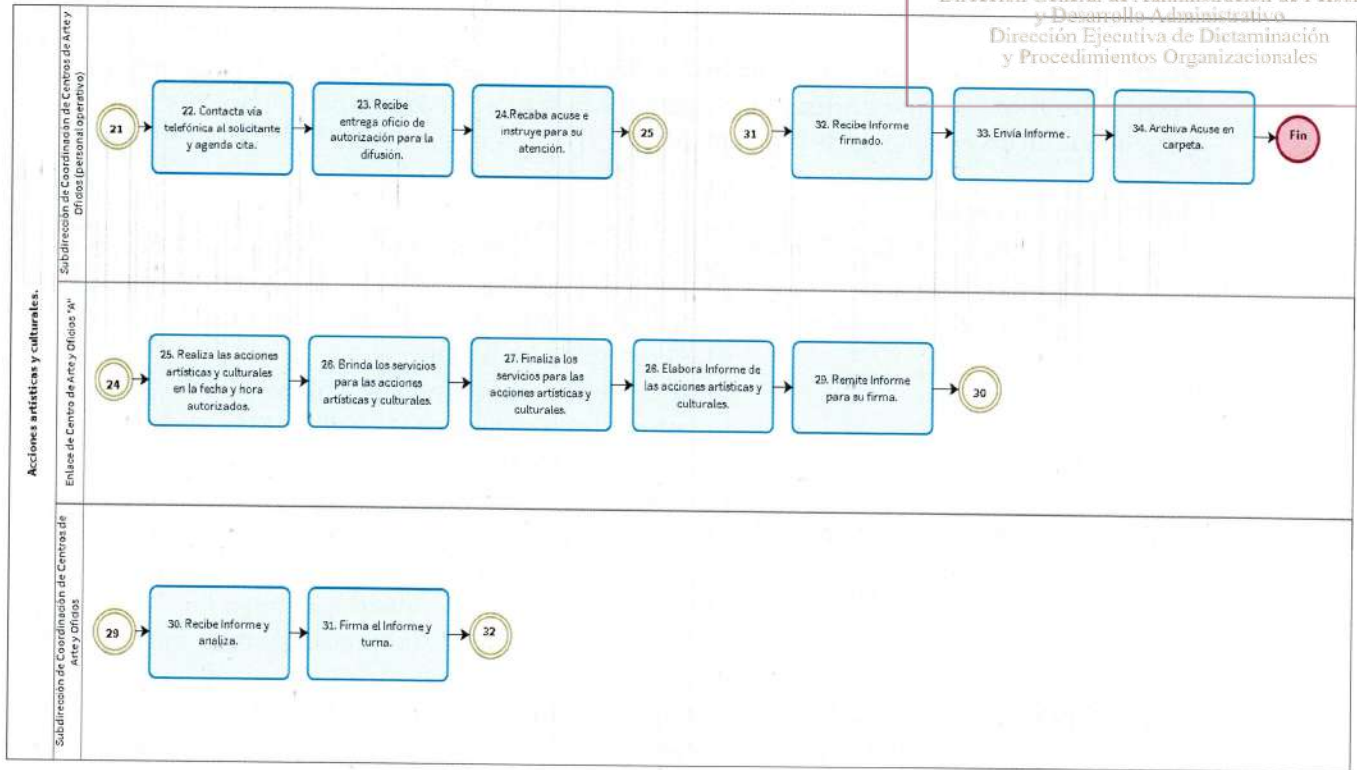 y Desarrollo Administrativo
Dirección Ejecutiva de Dictaminación
y Procedimientos Organizacionales
Acciones artísticas y culturales.
Subdirección de Coordinación de Centros de Arte y
Oficios (personal operativo)
21
22. Contacta vía
telefónica al solicitante
y agenda cita.
23. Recibe
entrega oficio de
autorización para la
difusión.
24.Recaba acuse e
instruye para su
atención.
25
31
32. Recibe Informe
firmado.
33. Envía Informe .
34. Archiva Acuse en
carpeta.
Fin
Enlace de Centro de Arte y Oficios "A"
24
25. Realiza las acciones
artísticas y culturales
en la fecha y hora
autorizados.
26. Brinda los servicios
para las acciones
artísticas y culturales.
27. Finaliza los
servicios para las
acciones artísticas y
culturales.
28. Elabora Informe de
las acciones artísticas y
culturales.
29. Remite Informe
para su firma.
30
Subdirección de Coordinación de Centros de
Arte y Oficios
29
30. Recibe Informe y
analiza.
31. Firma el Informe y
turna.
32